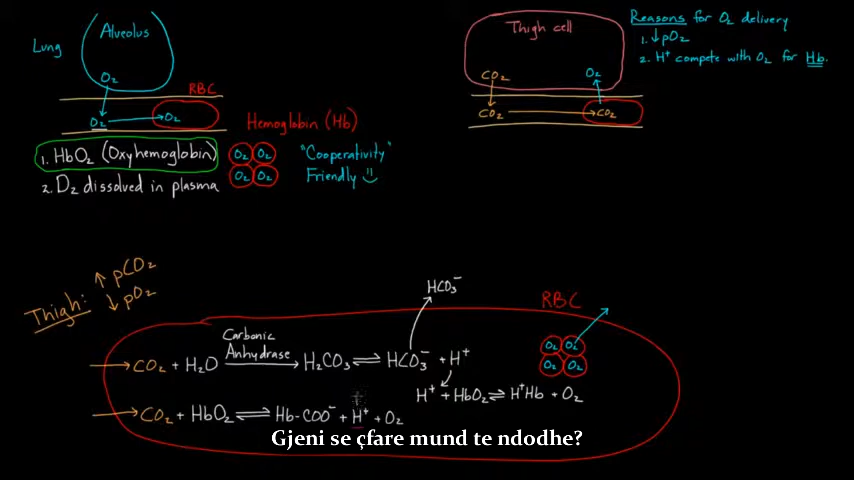 Lung
Alveolus
O₂
RBC
O₂
O₂
Hemoglobin (Hb)
1. HbO₂ (Oxyhemoglobin)
2. O₂ dissolved in plasma
O₂ O₂
O₂ O₂
"Cooperativity"
Friendly
Thigh cell
CO₂
O₂
CO₂
CO₂
Reasons for O₂ delivery
1. ↓pO₂
2. H⁺ compete with O₂ for Hb.
Thigh: ↑ pCO₂
↓ pO₂
HCO₃⁻
RBC
CO₂ + H₂O Carbonic Anhydrase → H₂CO₃ ⇌ HCO₃⁻ + H⁺
O₂ O₂
O₂ O₂
H⁺ + HbO₂ ⇌ H⁺Hb + O₂
CO₂ + HbO₂ ⇌ Hb-COO⁻ + H⁺ + O₂
Gjeni se çfare mund te ndodhe?